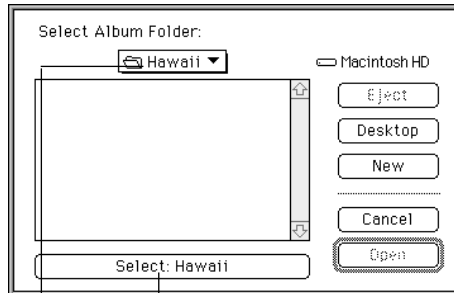 Select Album Folder:
Hawaii
Macintosh HD
Eject
Desktop
New
Cancel
Open
Select: Hawaii